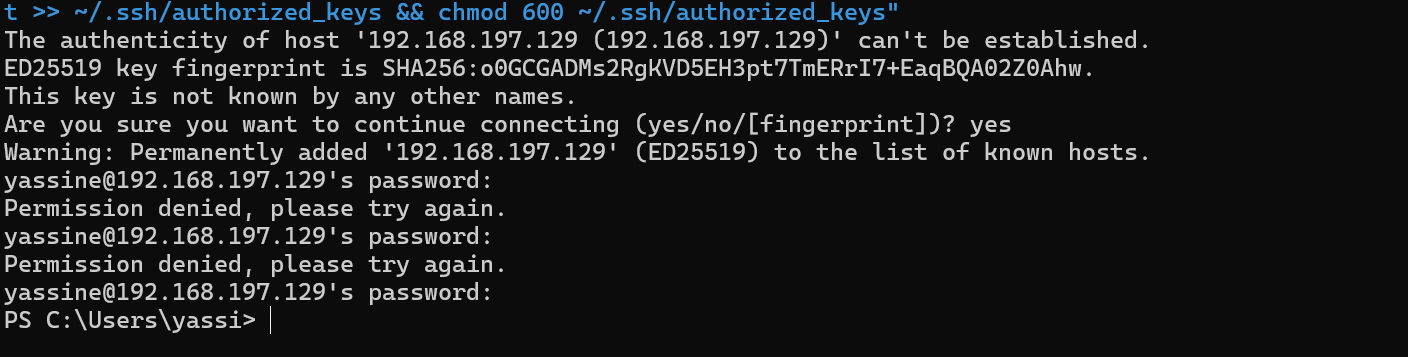 t >> ~/.ssh/authorized_keys && chmod 600 ~/.ssh/authorized_keys"
The authenticity of host '192.168.197.129 (192.168.197.129)' can't be established.
ED25519 key fingerprint is SHA256:o0GCGADMs2RgKVD5EH3pt7TmERrI7+EaqBQA02Z0Ahw.
This key is not known by any other names.
Are you sure you want to continue connecting (yes/no/[fingerprint])? yes
Warning: Permanently added '192.168.197.129' (ED25519) to the list of known hosts.
yassine@192.168.197.129's password:
Permission denied, please try again.
yassine@192.168.197.129's password:
Permission denied, please try again.
yassine@192.168.197.129's password:
PS C:\Users\yassi>